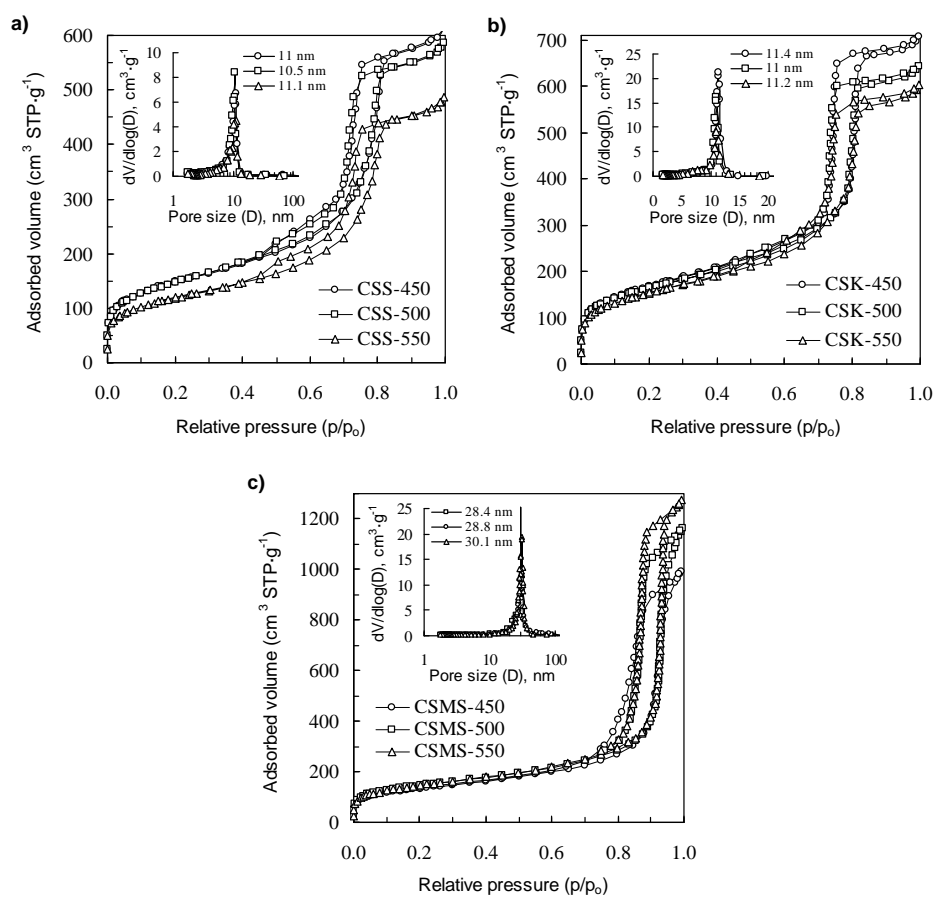 a)
Adsorbed volume (cm³ STP·g⁻¹)
600
500
400
300
200
100
0
0.0 0.2 0.4 0.6 0.8 1.0
Relative pressure (p/pₒ)
dV/dlog(D), cm³·g⁻¹
10
8
6
4
2
0
1 10 100
Pore size (D), nm
11 nm
10.5 nm
11.1 nm
CSS-450
CSS-500
CSS-550
b)
Adsorbed volume (cm³ STP·g⁻¹)
700
600
500
400
300
200
100
0
0.0 0.2 0.4 0.6 0.8 1.0
Relative pressure (p/pₒ)
dV/dlog(D), cm³·g⁻¹
25
20
15
10
5
0
0 5 10 15 20
Pore size (D), nm
11.4 nm
11 nm
11.2 nm
CSK-450
CSK-500
CSK-550
c)
Adsorbed volume (cm³ STP·g⁻¹)
1200
1000
800
600
400
200
0
0.0 0.2 0.4 0.6 0.8 1.0
Relative pressure (p/pₒ)
dV/dlog(D), cm³·g⁻¹
25
20
15
10
5
0
1 10 100
Pore size (D), nm
28.4 nm
28.8 nm
30.1 nm
CSMS-450
CSMS-500
CSMS-550